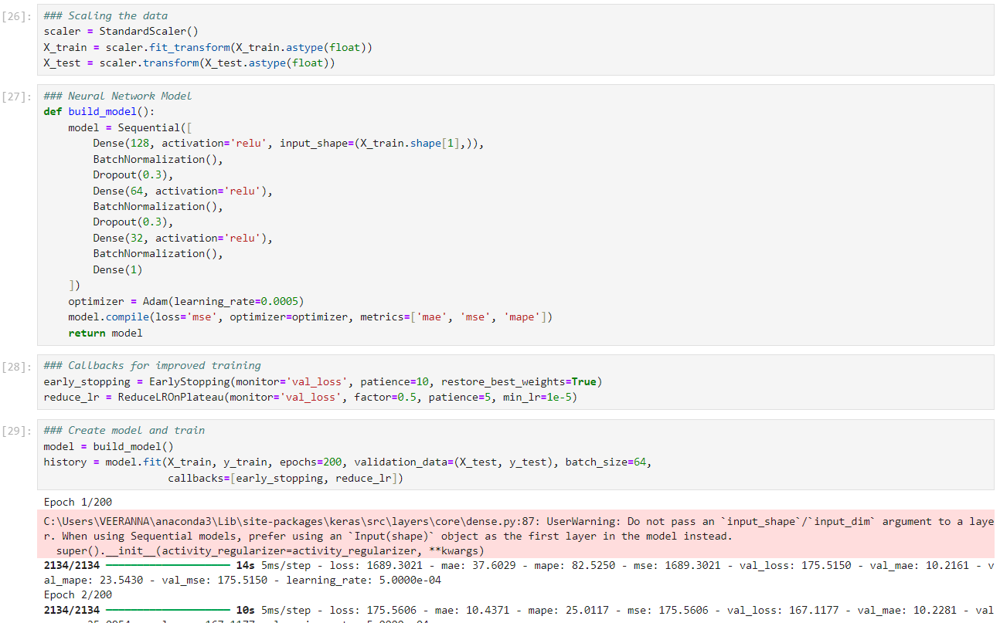 [26]:
### Scaling the data
scaler = StandardScaler()
X_train = scaler.fit_transform(X_train.astype(float))
X_test = scaler.transform(X_test.astype(float))
[27]:
### Neural Network Model
def build_model():
    model = Sequential([
        Dense(128, activation='relu', input_shape=(X_train.shape[1],)),
        BatchNormalization(),
        Dropout(0.3),
        Dense(64, activation='relu'),
        BatchNormalization(),
        Dropout(0.3),
        Dense(32, activation='relu'),
        BatchNormalization(),
        Dense(1)
    ])
    optimizer = Adam(learning_rate=0.0005)
    model.compile(loss='mse', optimizer=optimizer, metrics=['mae', 'mse', 'mape'])
    return model
[28]:
### Callbacks for improved training
early_stopping = EarlyStopping(monitor='val_loss', patience=10, restore_best_weights=True)
reduce_lr = ReduceLROnPlateau(monitor='val_loss', factor=0.5, patience=5, min_lr=1e-5)
[29]:
### Create model and train
model = build_model()
history = model.fit(X_train, y_train, epochs=200, validation_data=(X_test, y_test), batch_size=64,
                    callbacks=[early_stopping, reduce_lr])
Epoch 1/200
C:\Users\VEERANNA\anaconda3\Lib\site-packages\keras\src\layers\core\dense.py:87: UserWarning: Do not pass an `input_shape`/`input_dim` argument to a laye
r. When using Sequential models, prefer using an `Input(shape)` object as the first layer in the model instead.
  super().__init__(activity_regularizer=activity_regularizer, **kwargs)
2134/2134 ━━━━━━━━━━━━━━━━━━━━ 14s 5ms/step - loss: 1689.3021 - mae: 37.6029 - mape: 82.5250 - mse: 1689.3021 - val_loss: 175.5150 - val_mae: 10.2161 - v
al_mape: 23.5430 - val_mse: 175.5150 - learning_rate: 5.0000e-04
Epoch 2/200
2134/2134 ━━━━━━━━━━━━━━━━━━━━ 10s 5ms/step - loss: 175.5606 - mae: 10.4371 - mape: 25.0117 - mse: 175.5606 - val_loss: 167.1177 - val_mae: 10.2281 - val